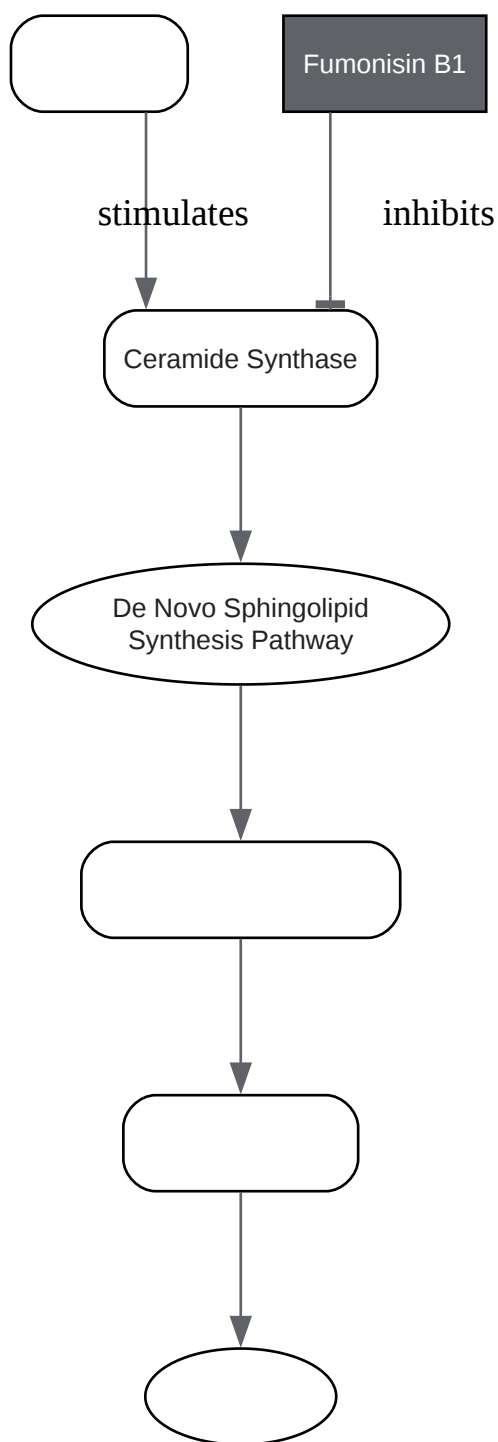 Fumonisin B1
stimulates
inhibits
Ceramide Synthase
De Novo Sphingolipid
Synthesis Pathway